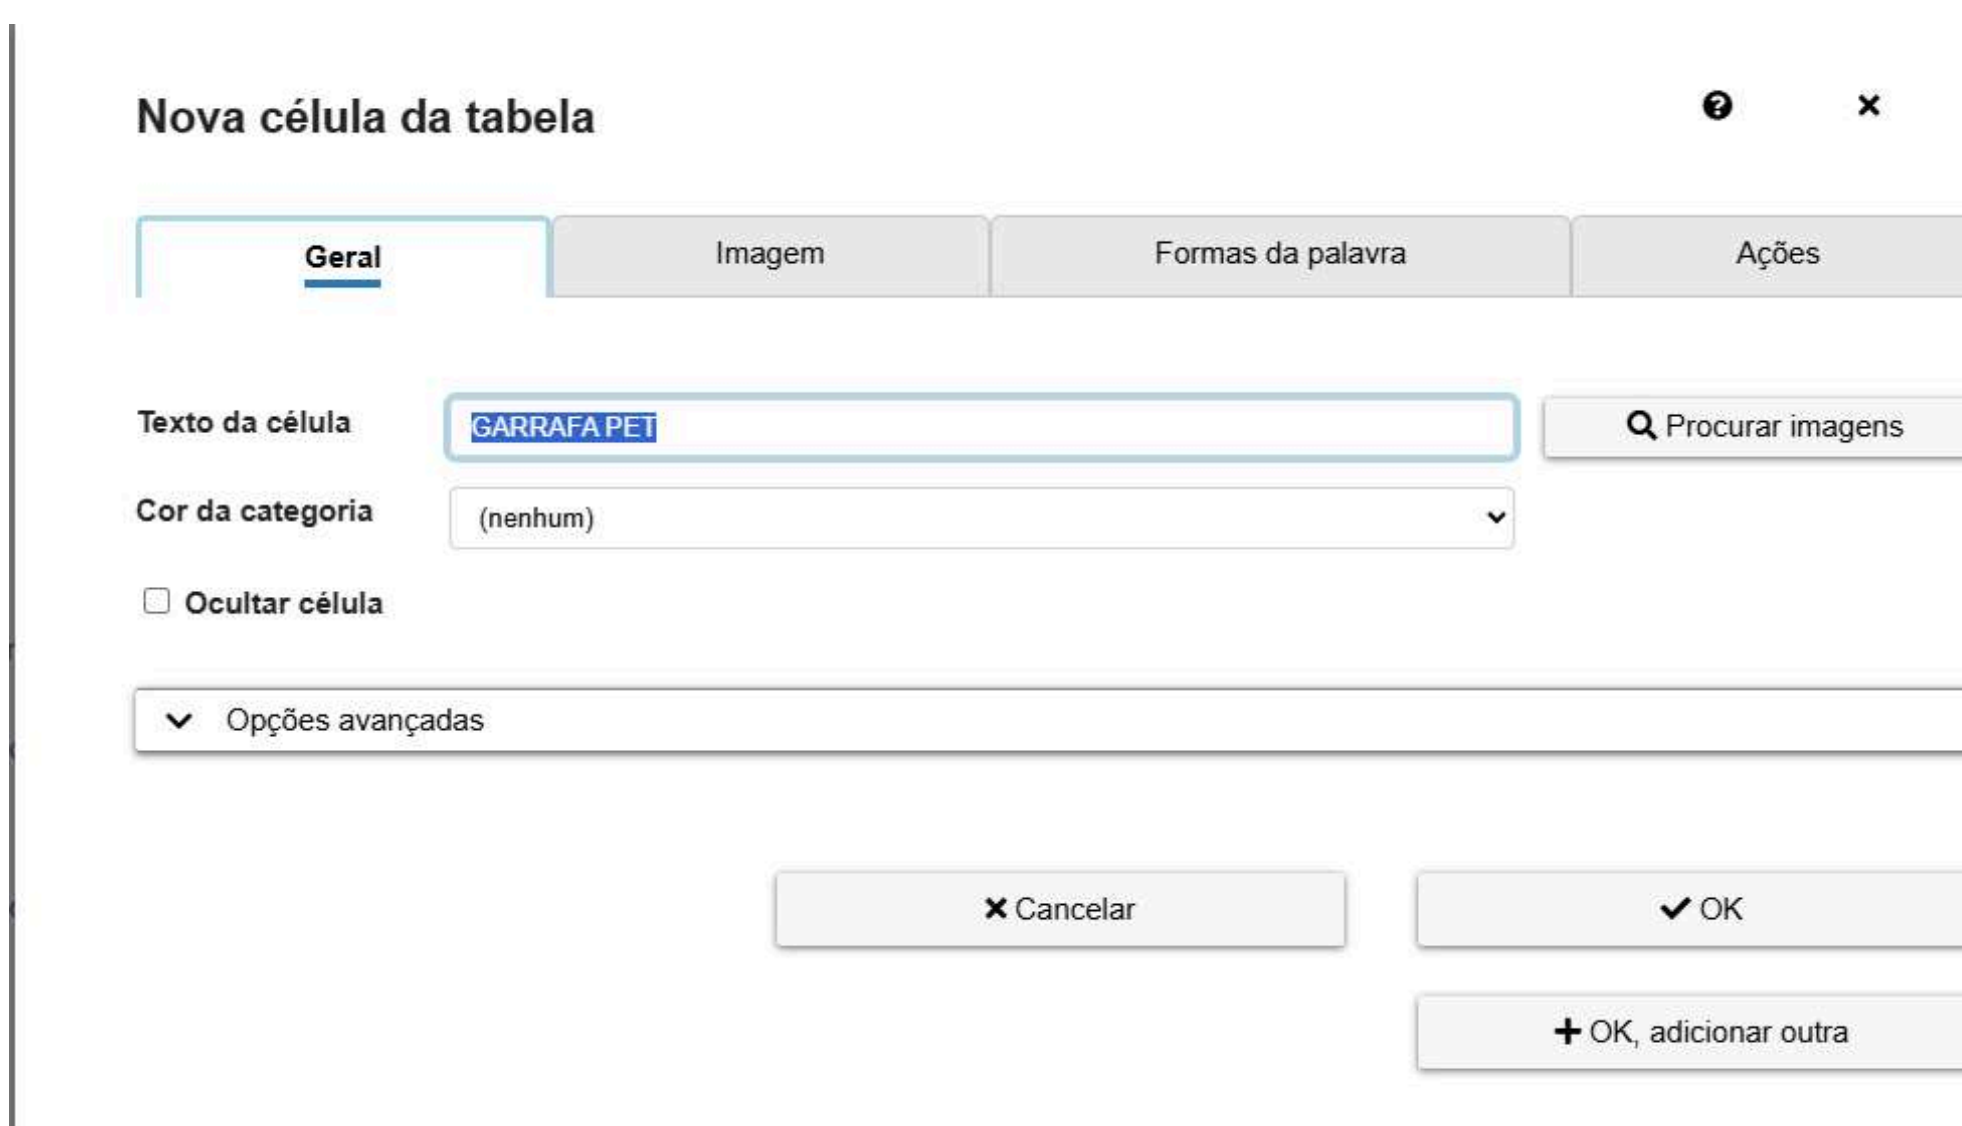 Nova célula da tabela
Geral Imagem Formas da palavra Ações
Texto da célula GARRAFA PET Procurar imagens
Cor da categoria (nenhum)
Ocultar célula
Opções avançadas
Cancelar OK
OK, adicionar outra